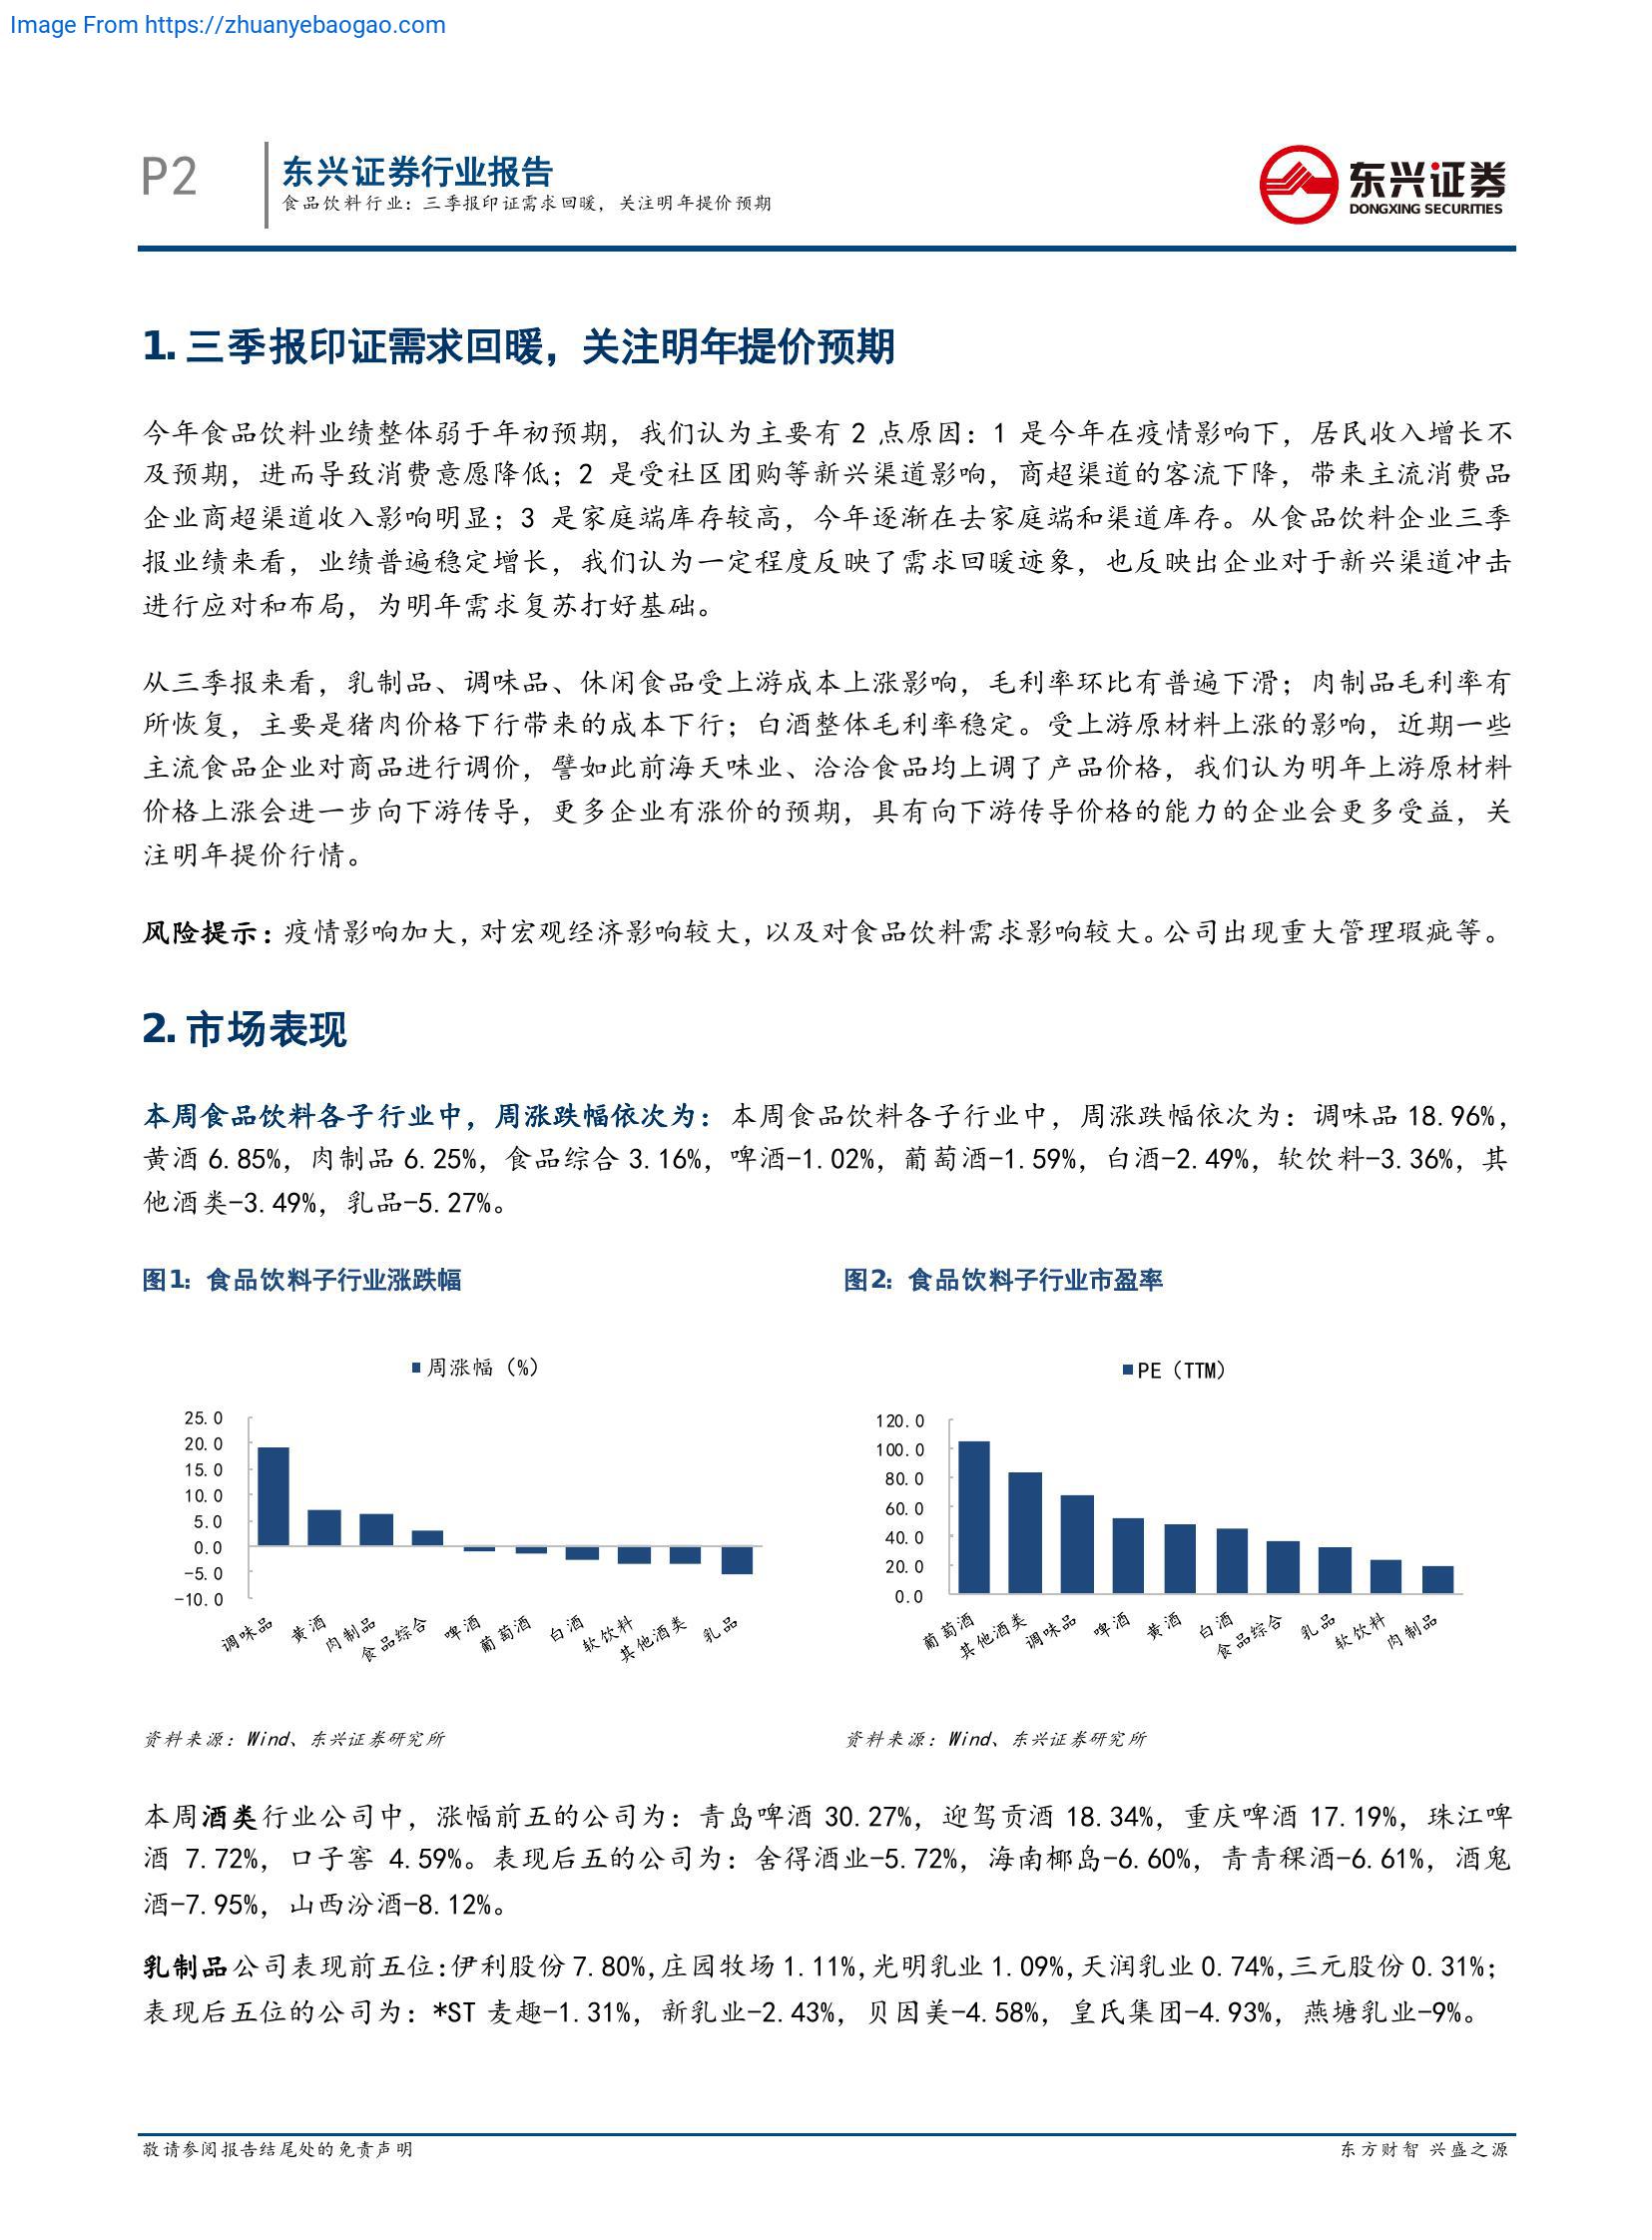 Image From https://zhuanyebaogao.com
P2
东兴证券行业报告
食品饮料行业：三季报印证需求回暖，关注明年提价预期
东兴证券
DONGXING SECURITIES
1. 三季报印证需求回暖，关注明年提价预期
今年食品饮料业绩整体弱于年初预期，我们认为主要有 2 点原因：1 是今年在疫情影响下，居民收入增长不
及预期，进而导致消费意愿降低；2 是受社区团购等新兴渠道影响，商超渠道的客流下降，带来主流消费品
企业商超渠道收入影响明显；3 是家庭端库存较高，今年逐渐在去家庭端和渠道库存。从食品饮料企业三季
报业绩来看，业绩普遍稳定增长，我们认为一定程度反映了需求回暖迹象，也反映出企业对于新兴渠道冲击
进行应对和布局，为明年需求复苏打好基础。
从三季报来看，乳制品、调味品、休闲食品受上游成本上涨影响，毛利率环比有普遍下滑；肉制品毛利率有
所恢复，主要是猪肉价格下行带来的成本下行；白酒整体毛利率稳定。受上游原材料上涨的影响，近期一些
主流食品企业对商品进行调价，譬如此前海天味业、洽洽食品均上调了产品价格，我们认为明年上游原材料
价格上涨会进一步向下游传导，更多企业有涨价的预期，具有向下游传导价格的能力的企业会更多受益，关
注明年提价行情。
风险提示：疫情影响加大，对宏观经济影响较大，以及对食品饮料需求影响较大。公司出现重大管理瑕疵等。
2. 市场表现
本周食品饮料各子行业中，周涨跌幅依次为：本周食品饮料各子行业中，周涨跌幅依次为：调味品 18.96%，
黄酒 6.85%，肉制品 6.25%，食品综合 3.16%，啤酒-1.02%，葡萄酒-1.59%，白酒-2.49%，软饮料-3.36%，其
他酒类-3.49%，乳品-5.27%。
图1：食品饮料子行业涨跌幅
周涨幅（%）
25.0
20.0
15.0
10.0
5.0
0.0
-5.0
-10.0
调味品
黄酒
肉制品
食品综合
啤酒
葡萄酒
白酒
软饮料
其他酒类
乳品
资料来源：Wind、东兴证券研究所
图2：食品饮料子行业市盈率
PE（TTM）
120.0
100.0
80.0
60.0
40.0
20.0
0.0
葡萄酒
其他酒类
调味品
啤酒
黄酒
白酒
食品综合
乳品
软饮料
肉制品
资料来源：Wind、东兴证券研究所
本周酒类行业公司中，涨幅前五的公司为：青岛啤酒 30.27%，迎驾贡酒 18.34%，重庆啤酒 17.19%，珠江啤
酒 7.72%，口子窖 4.59%。表现后五的公司为：舍得酒业-5.72%，海南椰岛-6.60%，青青稞酒-6.61%，酒鬼
酒-7.95%，山西汾酒-8.12%。
乳制品公司表现前五位：伊利股份 7.80%，庄园牧场 1.11%，光明乳业 1.09%，天润乳业 0.74%，三元股份 0.31%；
表现后五位的公司为：*ST 麦趣-1.31%，新乳业-2.43%，贝因美-4.58%，皇氏集团-4.93%，燕塘乳业-9%。
敬请参阅报告结尾处的免责声明
东方财智 兴盛之源